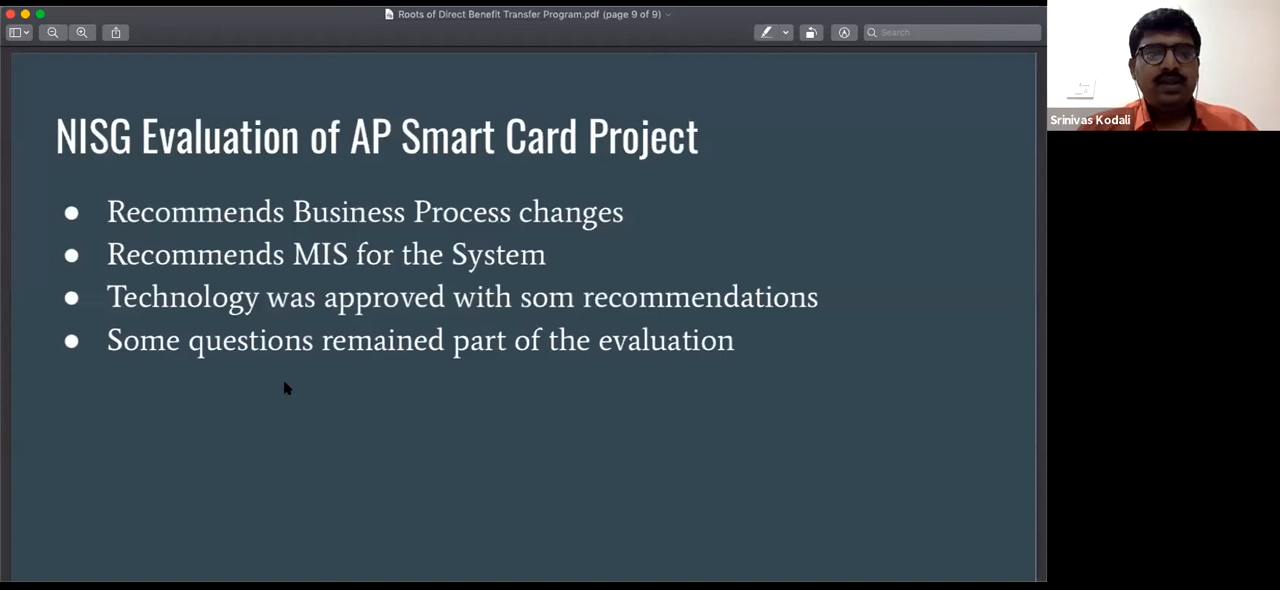 Roots of Direct Benefit Transfer Program.pdf (page 9 of 9)
Search
NISG Evaluation of AP Smart Card Project
● Recommends Business Process changes
● Recommends MIS for the System
● Technology was approved with som recommendations
● Some questions remained part of the evaluation
Srinivas Kodali